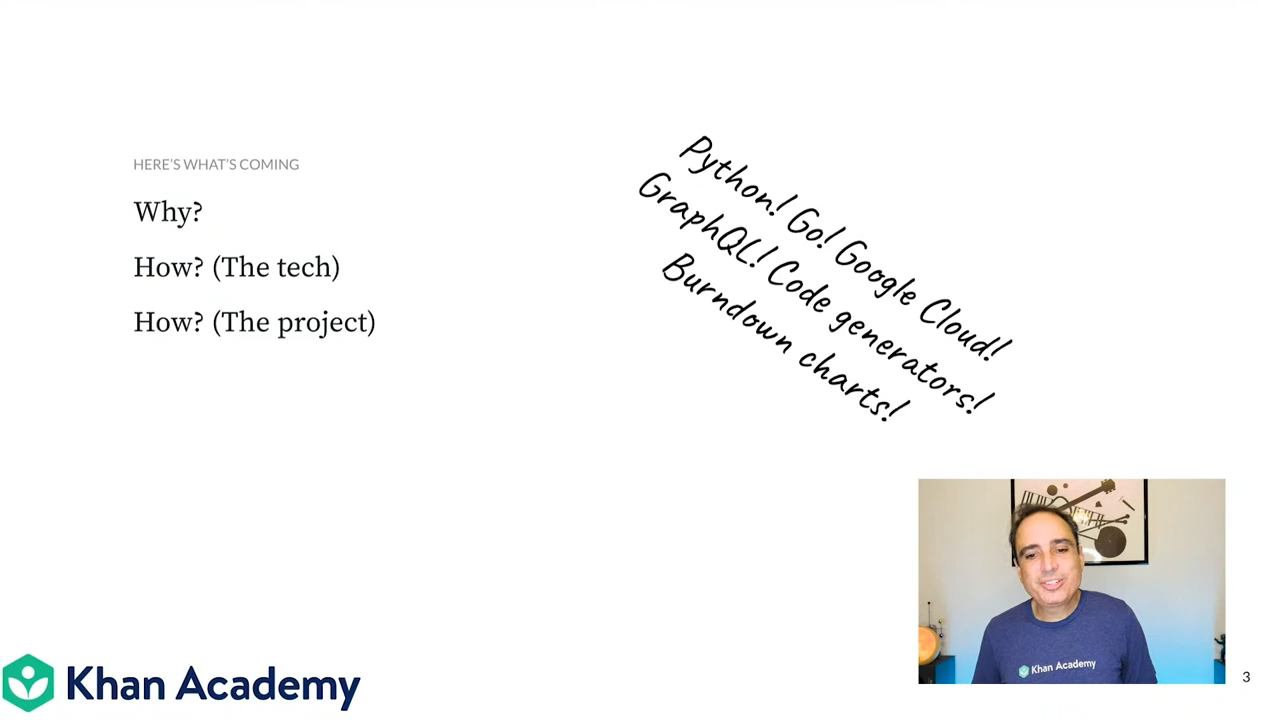 HERE'S WHAT'S COMING
Why?
How? (The tech)
How? (The project)
Python! Go! Google Cloud!
GraphQL! Code generators!
Burndown charts!
Khan Academy
Khan Academy
3